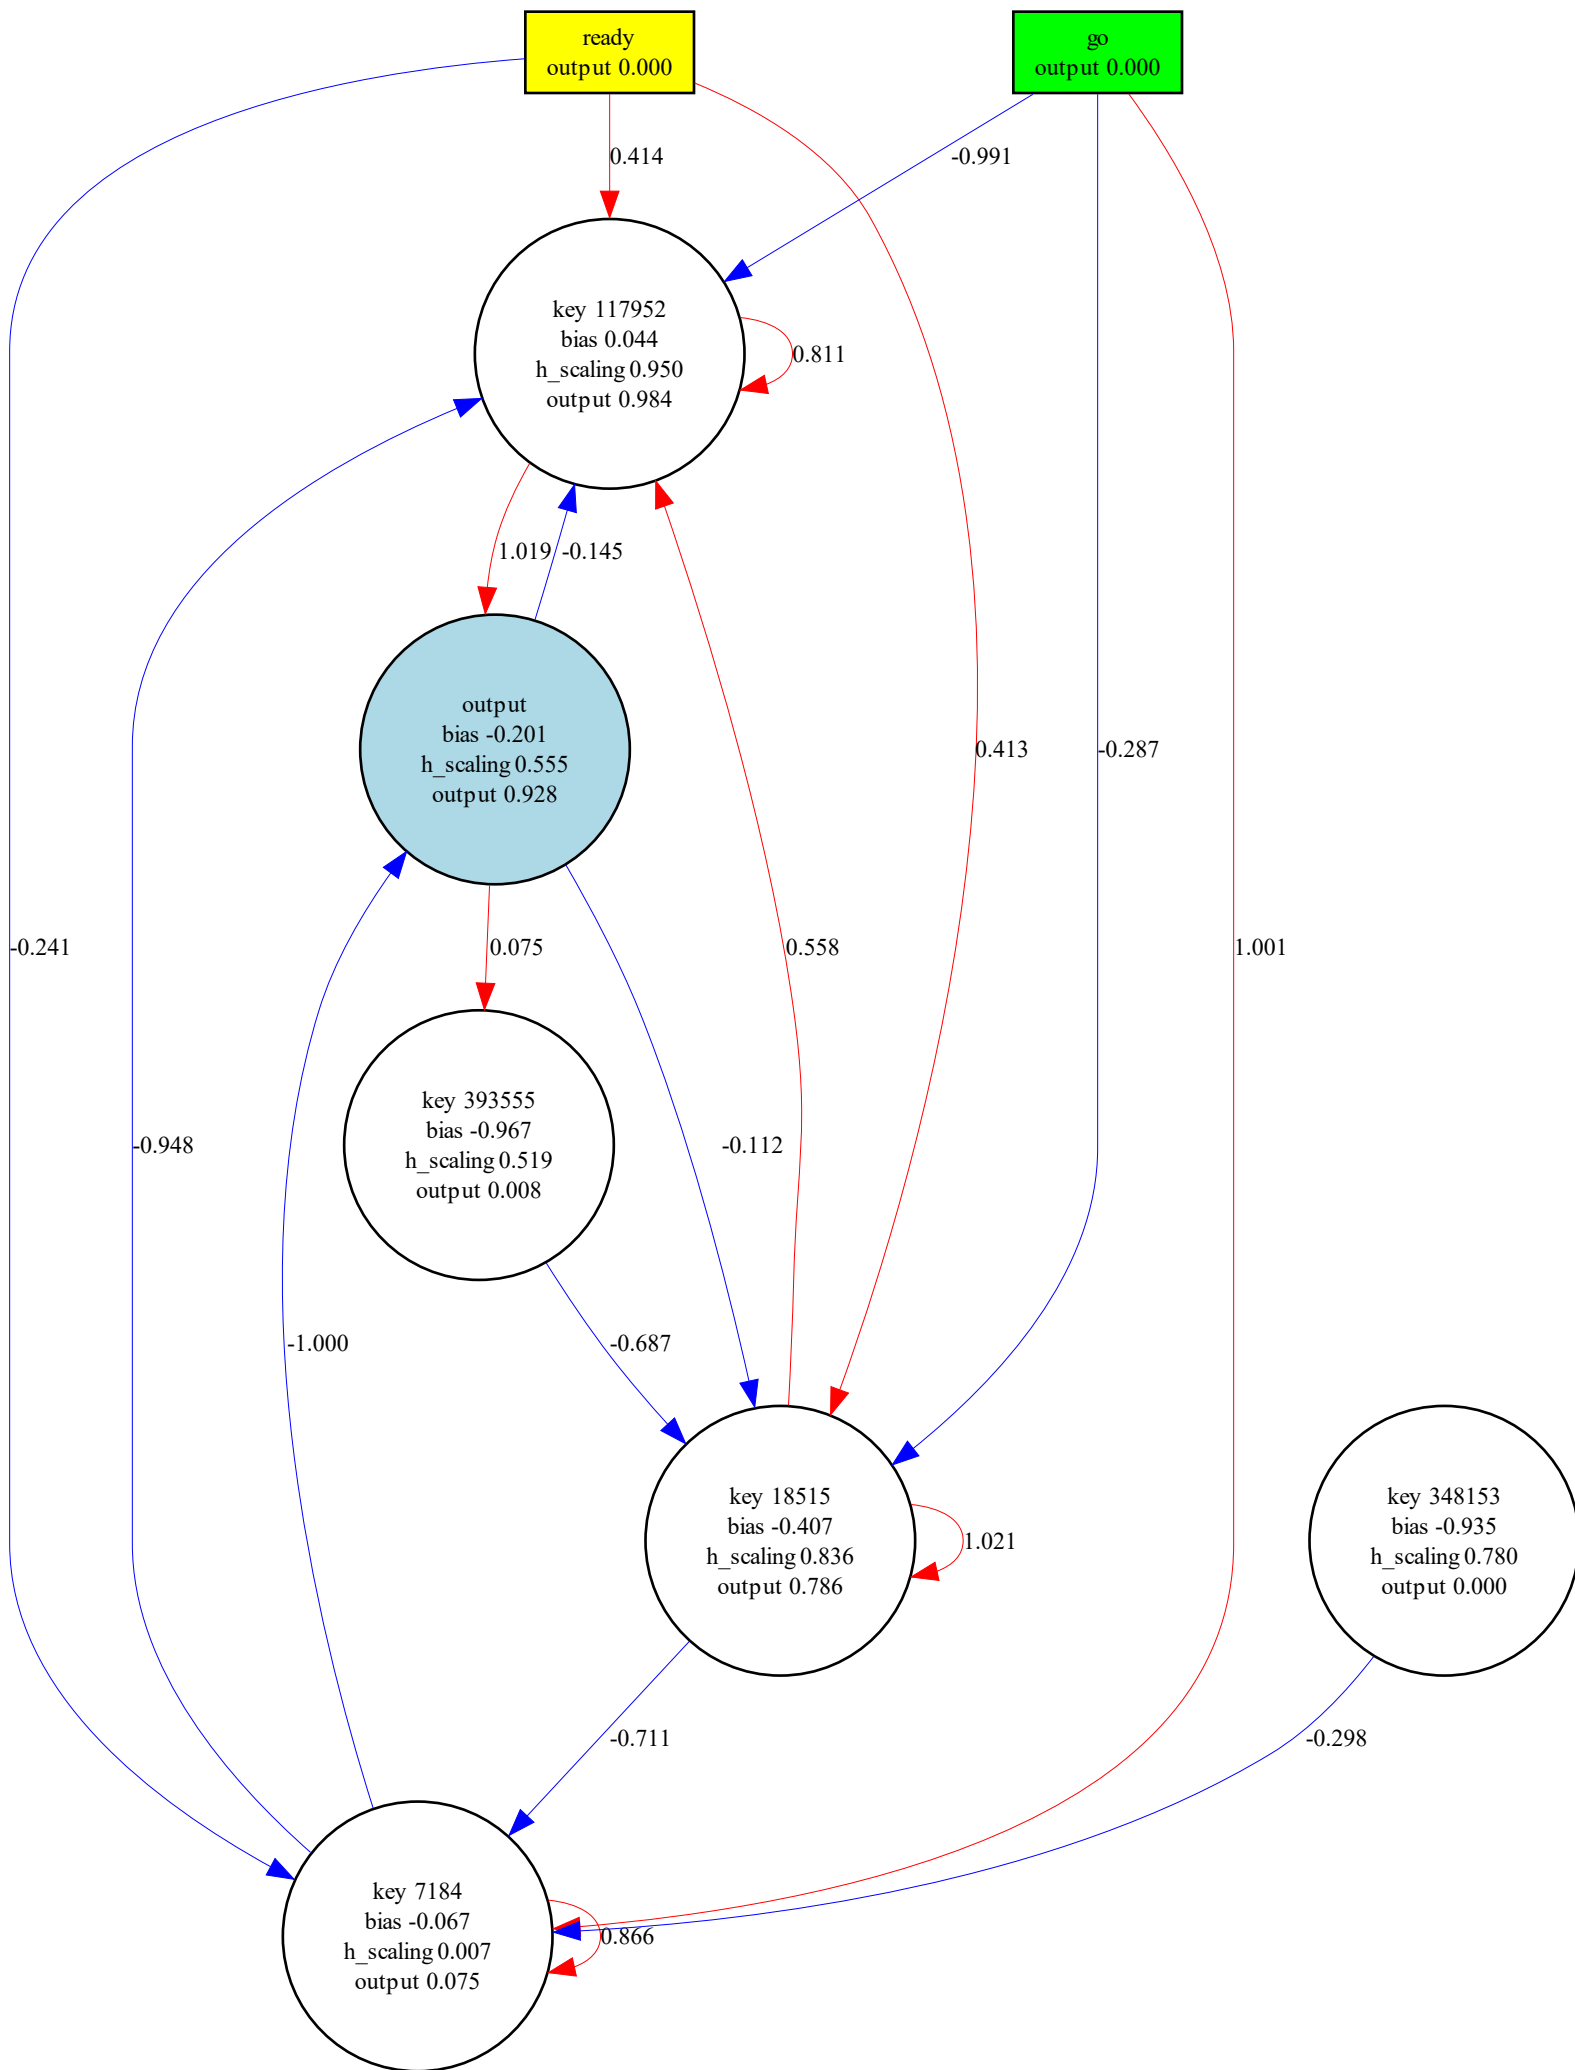 ready
output 0.000
go
output 0.000
0.414
-0.991
key 117952
bias 0.044
h_scaling 0.950
output 0.984
0.811
1.019
-0.145
output
bias -0.201
h_scaling 0.555
output 0.928
0.413
-0.287
-0.241
0.075
0.558
1.001
key 393555
bias -0.967
h_scaling 0.519
output 0.008
-0.948
-0.112
-1.000
-0.687
key 18515
bias -0.407
h_scaling 0.836
output 0.786
1.021
key 348153
bias -0.935
h_scaling 0.780
output 0.000
-0.711
-0.298
key 7184
bias -0.067
h_scaling 0.007
output 0.075
0.866